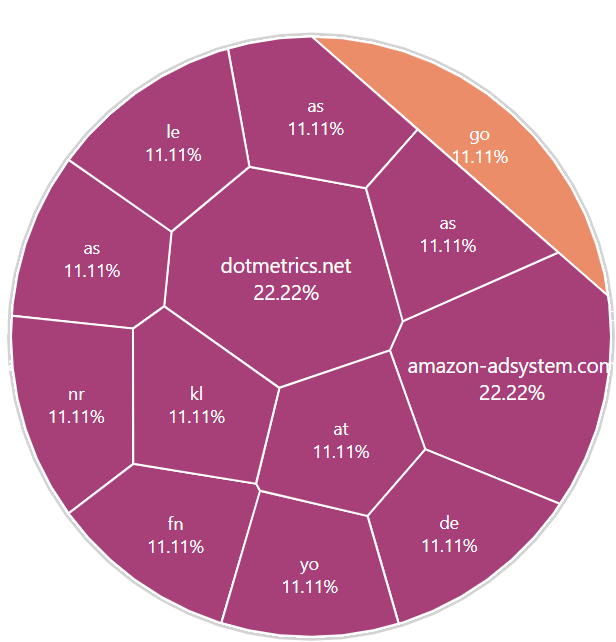 as
11.11%
go
11.11%
le
11.11%
as
11.11%
as
11.11%
dotmetrics.net
22.22%
amazon-adsystem.com
22.22%
nr
11.11%
kl
11.11%
at
11.11%
fn
11.11%
de
11.11%
yo
11.11%